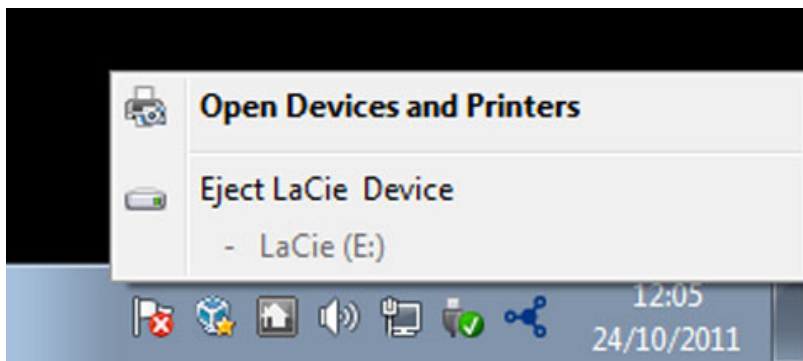 Open Devices and Printers
Eject LaCie  Device
- LaCie (E:)
12:05
24/10/2011